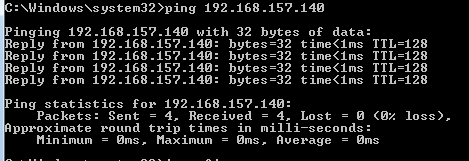 C:\Windows\system32>ping 192.168.157.140
Pinging 192.168.157.140 with 32 bytes of data:
Reply from 192.168.157.140: bytes=32 time<1ms TTL=128
Reply from 192.168.157.140: bytes=32 time<1ms TTL=128
Reply from 192.168.157.140: bytes=32 time<1ms TTL=128
Reply from 192.168.157.140: bytes=32 time<1ms TTL=128
Ping statistics for 192.168.157.140:
Packets: Sent = 4, Received = 4, Lost = 0 (0% loss),
Approximate round trip times in milli-seconds:
Minimum = 0ms, Maximum = 0ms, Average = 0ms